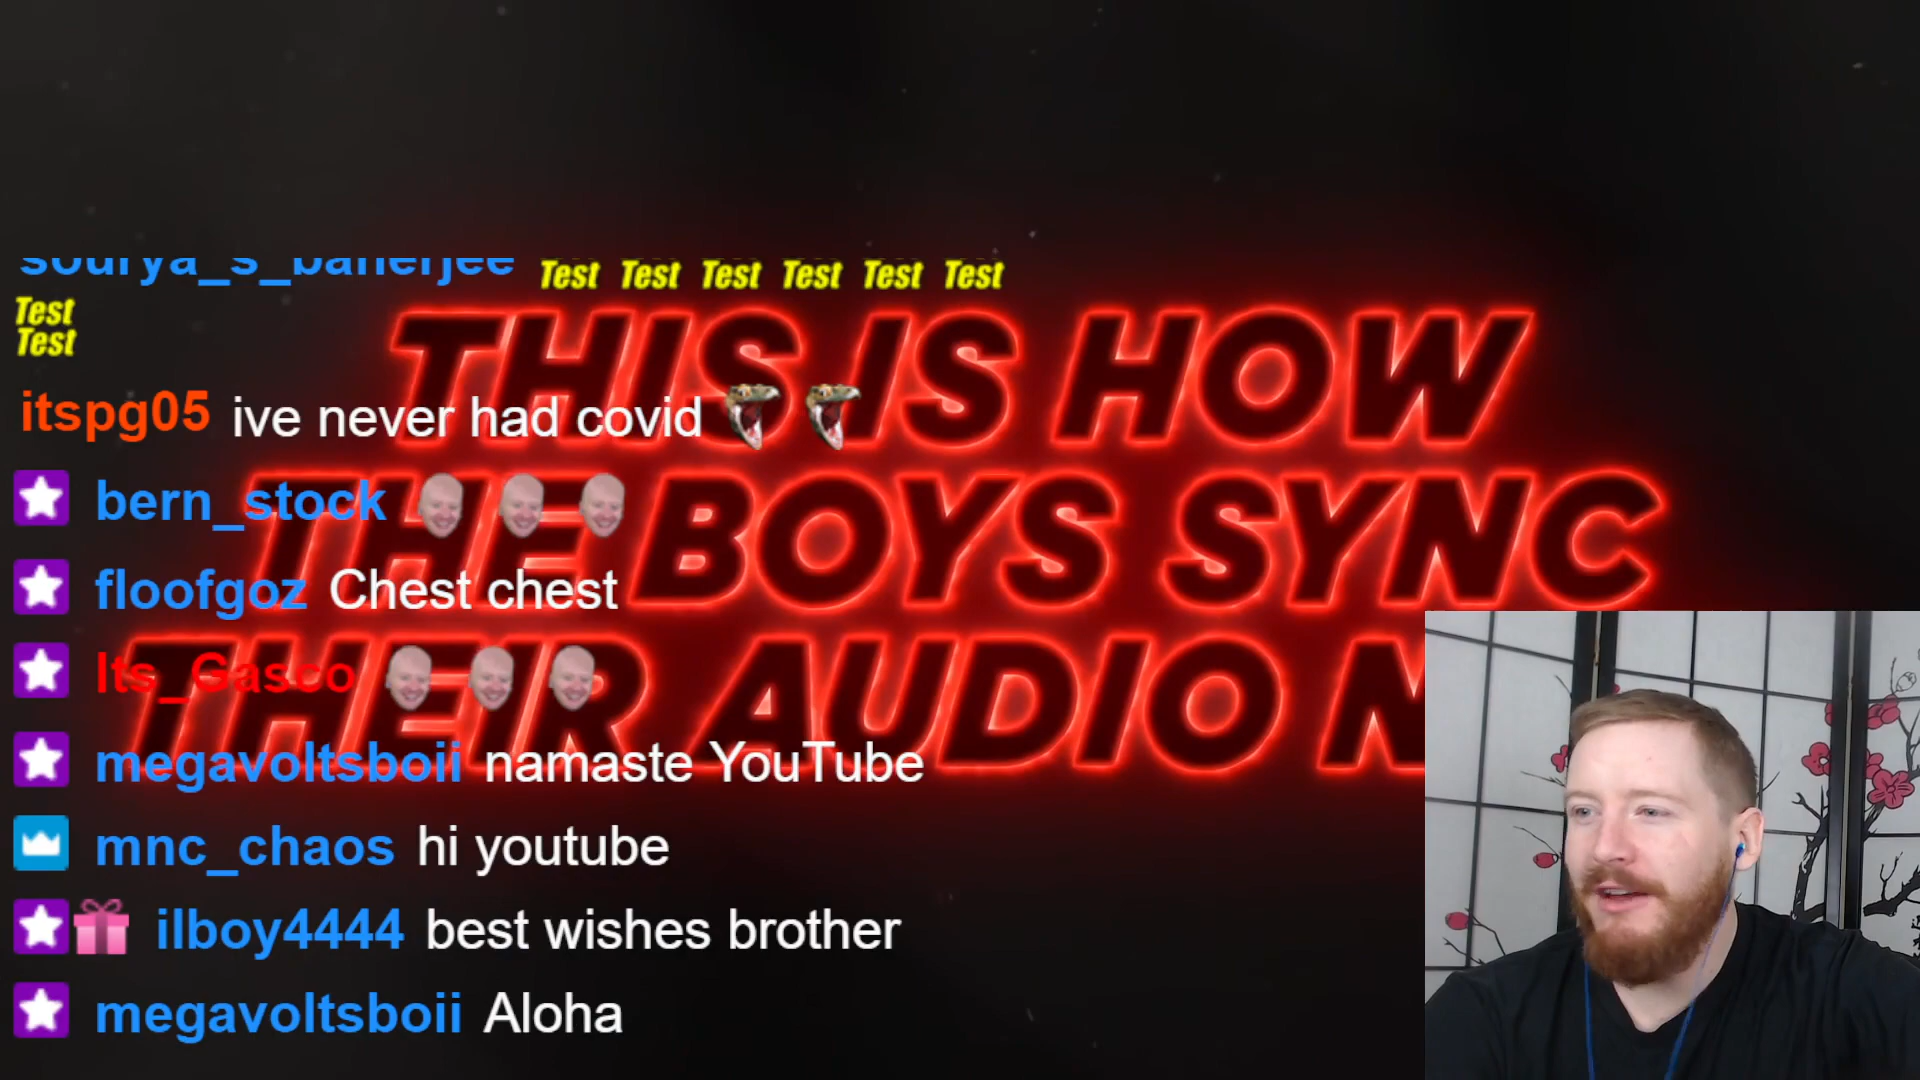 sourya_s_banerjee Test Test Test Test Test Test
Test
Test
THIS IS HOW
itspg05 ive never had covid
bern_stock
THE BOYS SYNC
floofgoz Chest chest
Its_Gasco
THEIR AUDIO
megavoltsboii namaste YouTube
mnc_chaos hi youtube
ilboy4444 best wishes brother
megavoltsboii Aloha